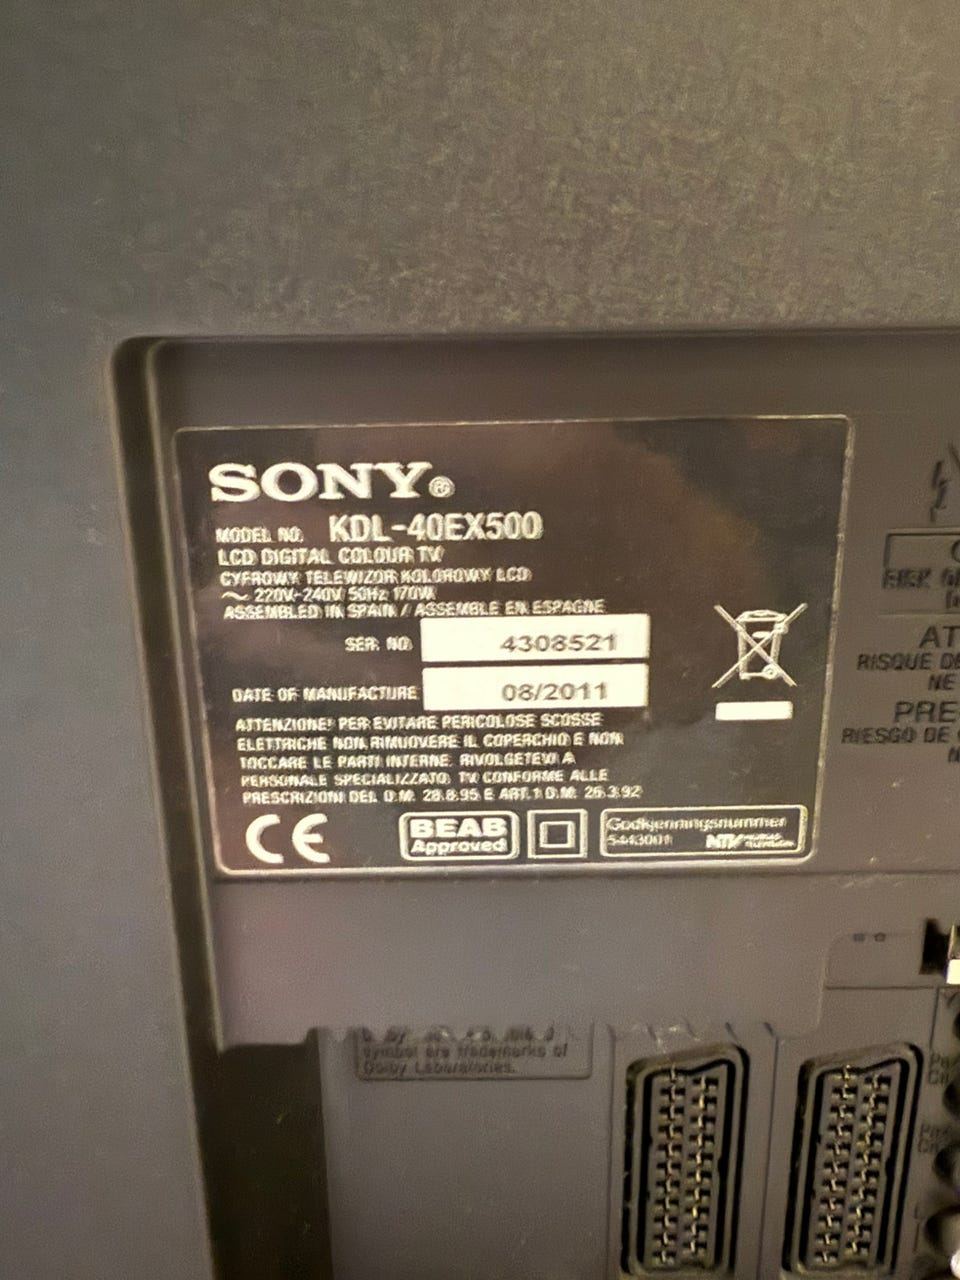 SONY®
MODEL NO. KDL-40EX500
LCD DIGITAL COLOUR TV
CYFROWY TELEWIZOR KOLOROWY LCD
~ 220V-240V 50Hz 170W
ASSEMBLED IN SPAIN / ASSEMBLE EN ESPAGNE
SER. NO. 4308521
DATE OF MANUFACTURE 08/2011
ATTENZIONE! PER EVITARE PERICOLOSE SCOSSE
ELETTRICHE NON RIMUOVERE IL COPERCHIO E NON
TOCCARE LE PARTI INTERNE. RIVOLGETEVI A
PERSONALE SPECIALIZZATO. TV CONFORME ALLE
PRESCRIZIONI DEL D.M. 28.8.95 E ART.1 D.M. 26.3.92
CE
BEAB
Approved
Godkjenningsnummer
5443001
RISK
AT
RISQUE DE
NE
PRE
RIESGO DE
symbol are trademarks of
Dolby Laboratories.